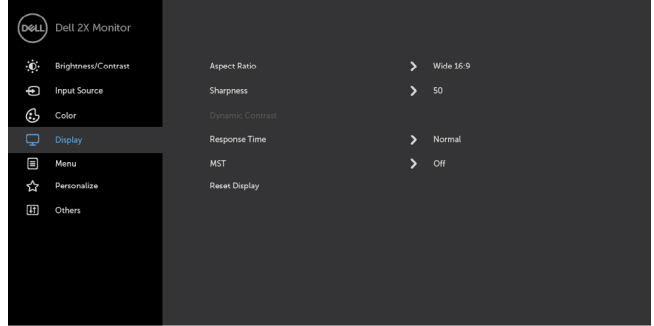 DELL Dell 2X Monitor
Brightness/Contrast Aspect Ratio Wide 16:9
Input Source Sharpness 50
Color Dynamic Contrast
Display Response Time Normal
Menu MST Off
Personalize Reset Display
Others